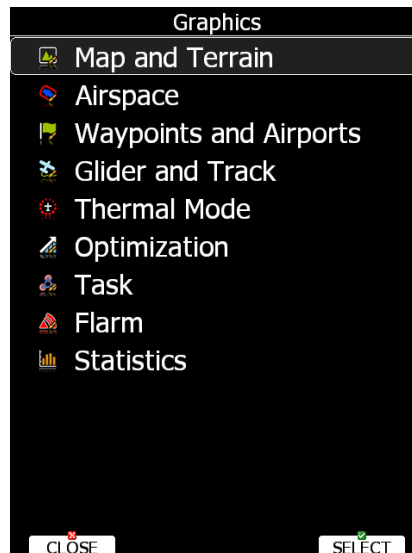 Graphics
Map and Terrain
Airspace
Waypoints and Airports
Glider and Track
Thermal Mode
Optimization
Task
Flarm
Statistics
CLOSE
SELECT